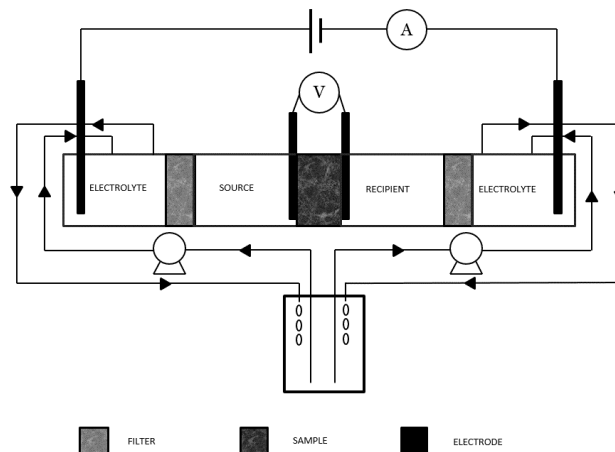 A
V
ELECTROLYTE
SOURCE
RECIPIENT
ELECTROLYTE
FILTER
SAMPLE
ELECTRODE